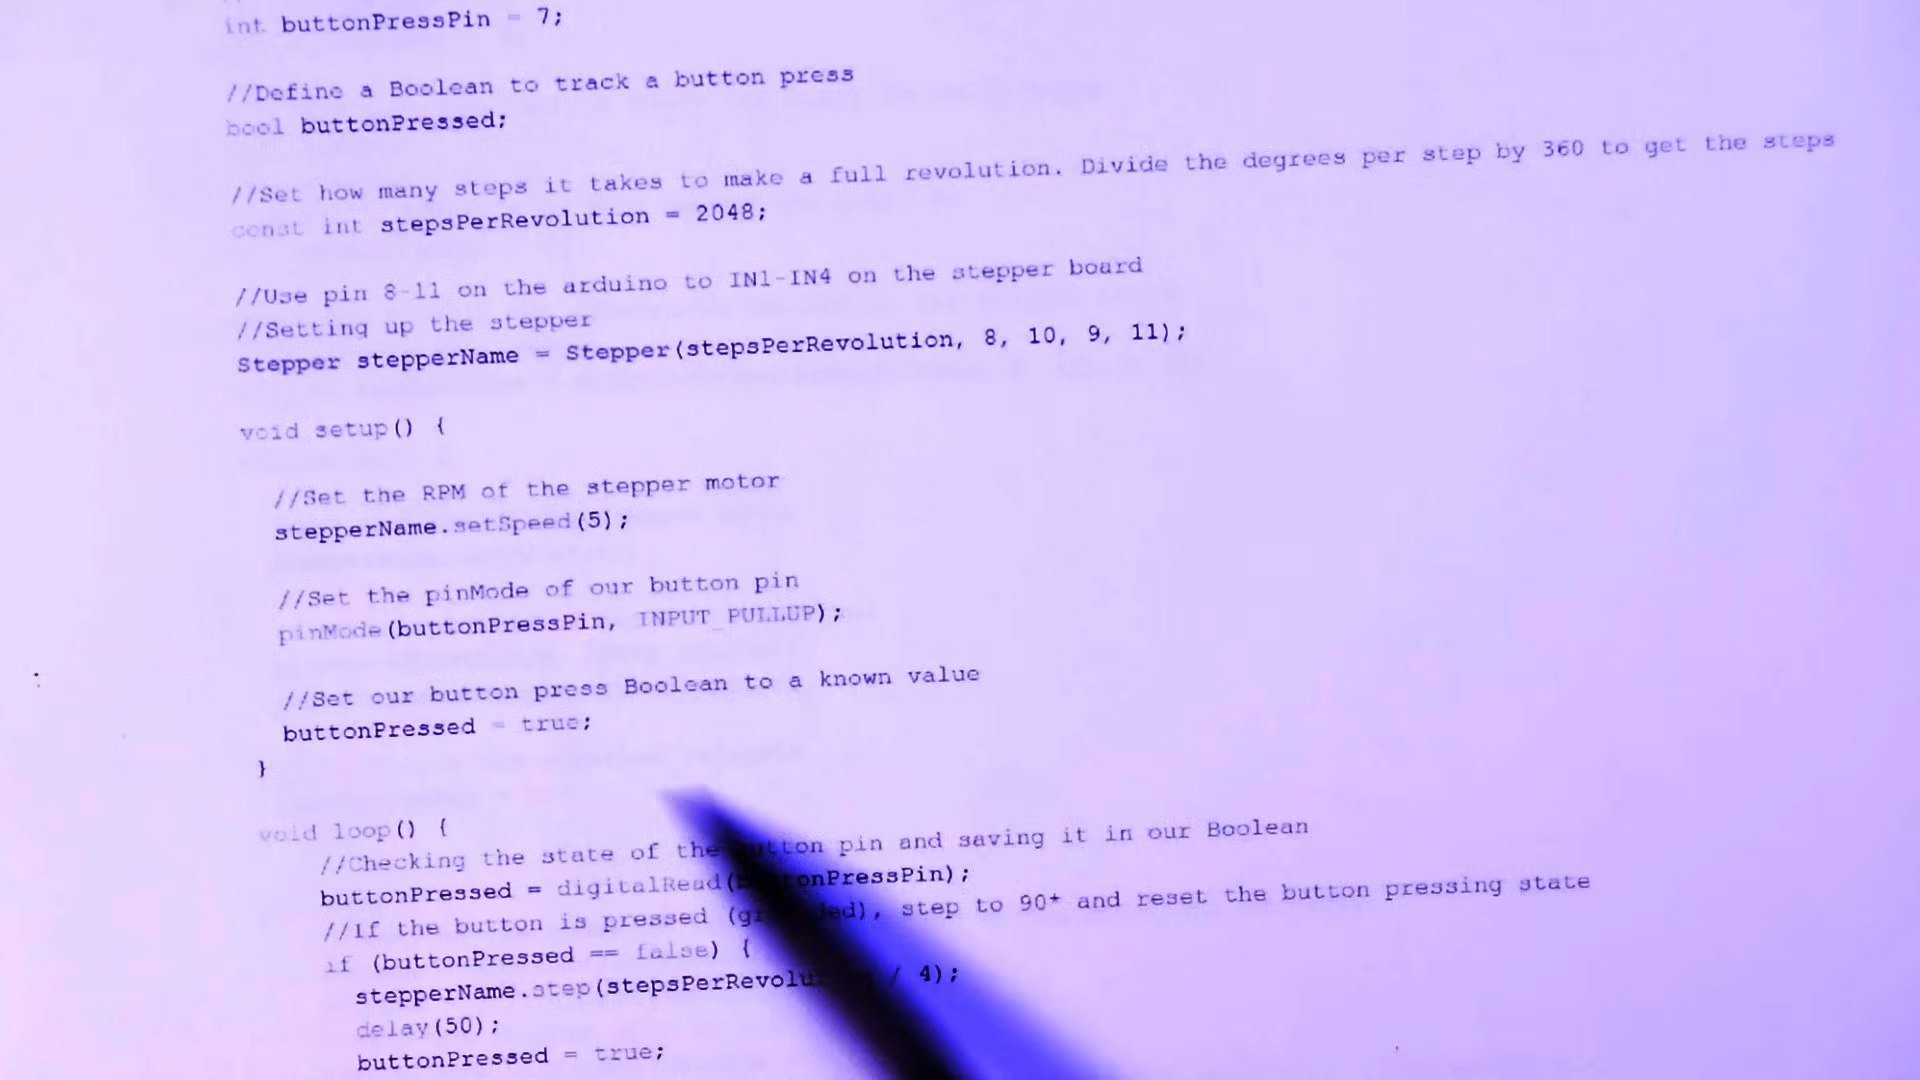 int buttonPressPin = 7;
//Define a Boolean to track a button press
bool buttonPressed;
//Set how many steps it takes to make a full revolution. Divide the degrees per step by 360 to get the steps
const int stepsPerRevolution = 2048;
//Use pin 8-11 on the arduino to IN1-IN4 on the stepper board
//Setting up the stepper
Stepper stepperName = Stepper(stepsPerRevolution, 8, 10, 9, 11);
void setup() {
//Set the RPM of the stepper motor
stepperName.setSpeed(5);
//Set the pinMode of our button pin
pinMode(buttonPressPin, INPUT_PULLUP);
//Set our button press Boolean to a known value
buttonPressed = true;
}
void loop() {
//Checking the state of the button pin and saving it in our Boolean
buttonPressed = digitalRead(buttonPressPin);
//If the button is pressed step to 90* and reset the button pressing state
if (buttonPressed == false) {
stepperName.step(stepsPerRevolution / 4);
delay(50);
buttonPressed = true;